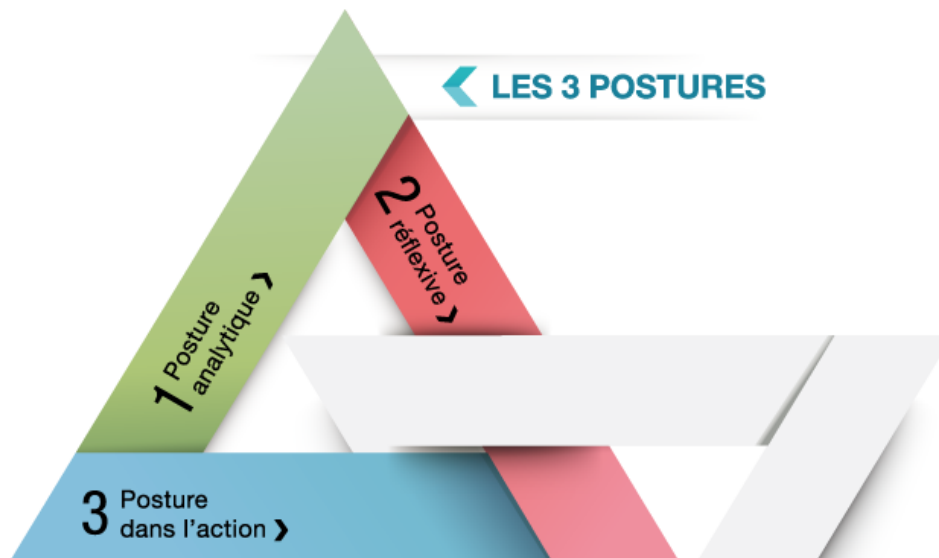 LES 3 POSTURES
1 Posture
analytique
2 Posture
réflexive
3 Posture
dans l'action